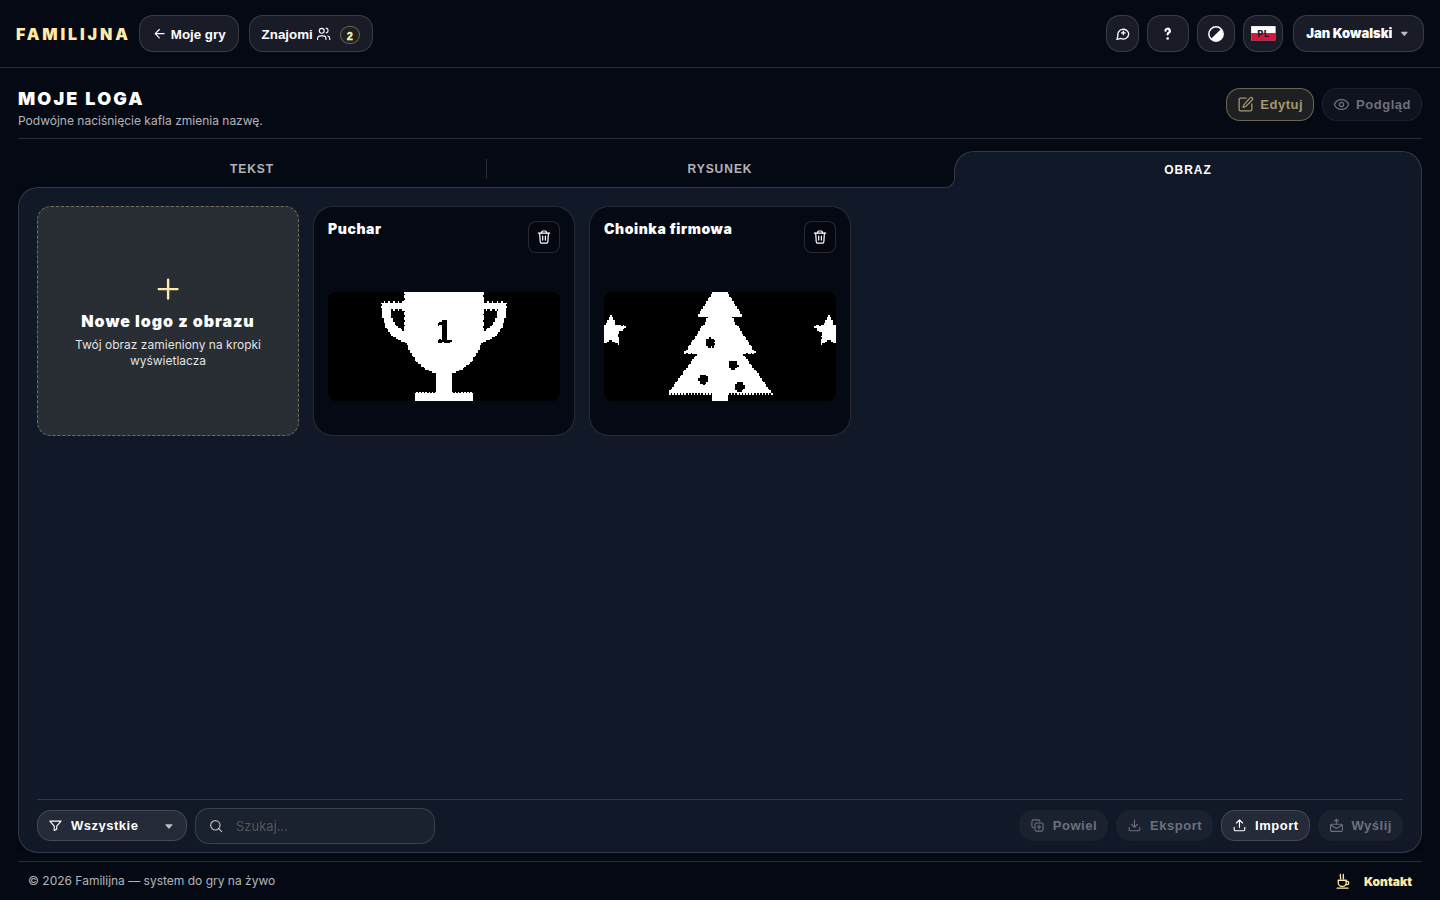 FAMILIJNA
Moje gry
Znajomi 2
?
PL
Jan Kowalski
MOJE LOGA
Podwójne naciśnięcie kafla zmienia nazwę.
Edytuj
Podgląd
TEKST
RYSUNEK
OBRAZ
Nowe logo z obrazu
Twój obraz zamieniony na kropki
wyświetlacza
Puchar
1
Choinka firmowa
Wszystkie
Szukaj...
Powiel
Eksport
Import
Wyślij
© 2026 Familijna — system do gry na żywo
Kontakt